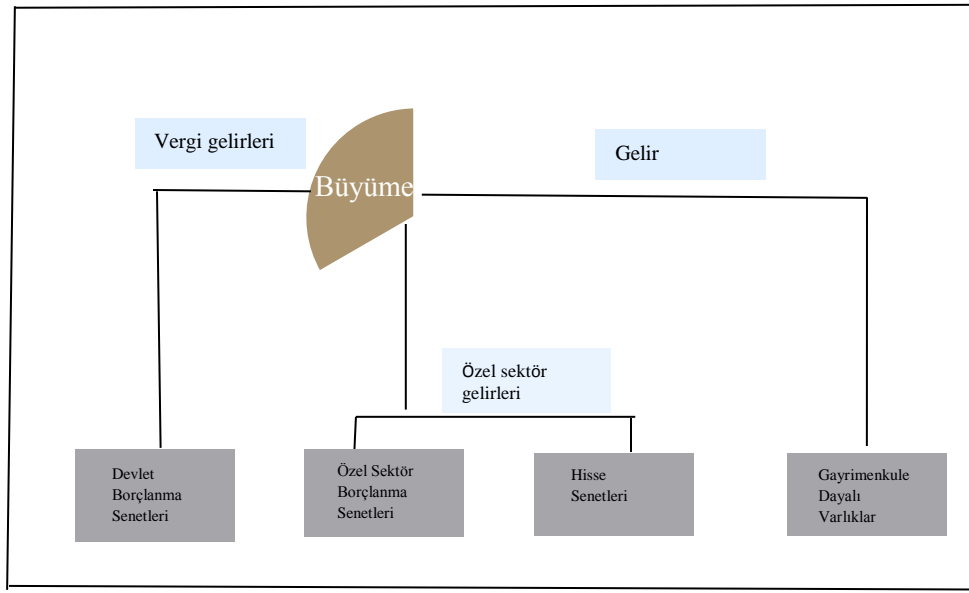 Vergi gelirleri
Büyüme
Gelir
Özel sektör
gelirleri
Devlet
Borçlanma
Senetleri
Özel Sektör
Borçlanma
Senetleri
Hisse
Senetleri
Gayrimenkule
Dayalı
Varlıklar